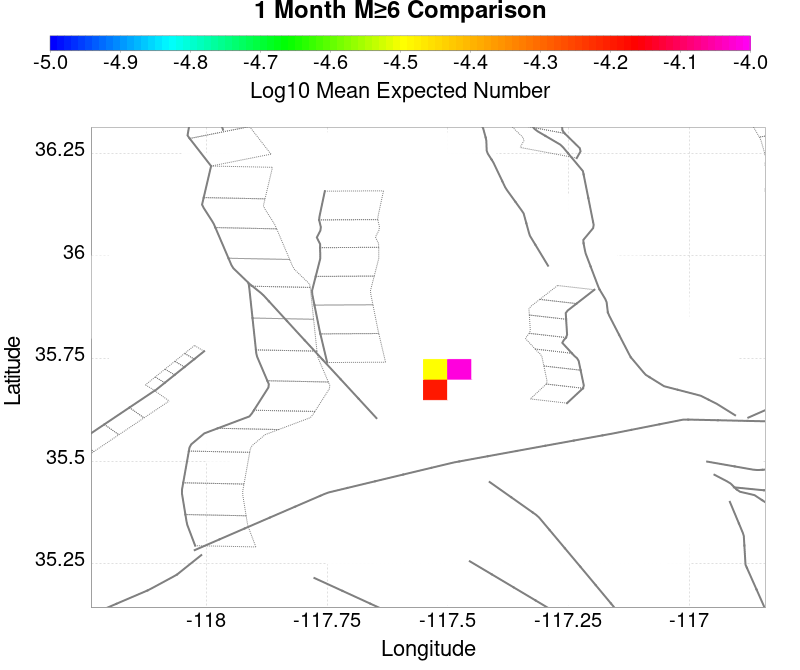 1 Month M≥6 Comparison
-5.0 -4.9 -4.8 -4.7 -4.6 -4.5 -4.4 -4.3 -4.2 -4.1 -4.0
Log10 Mean Expected Number
36.25
36
35.75
35.5
35.25
Latitude
-118 -117.75 -117.5 -117.25 -117
Longitude